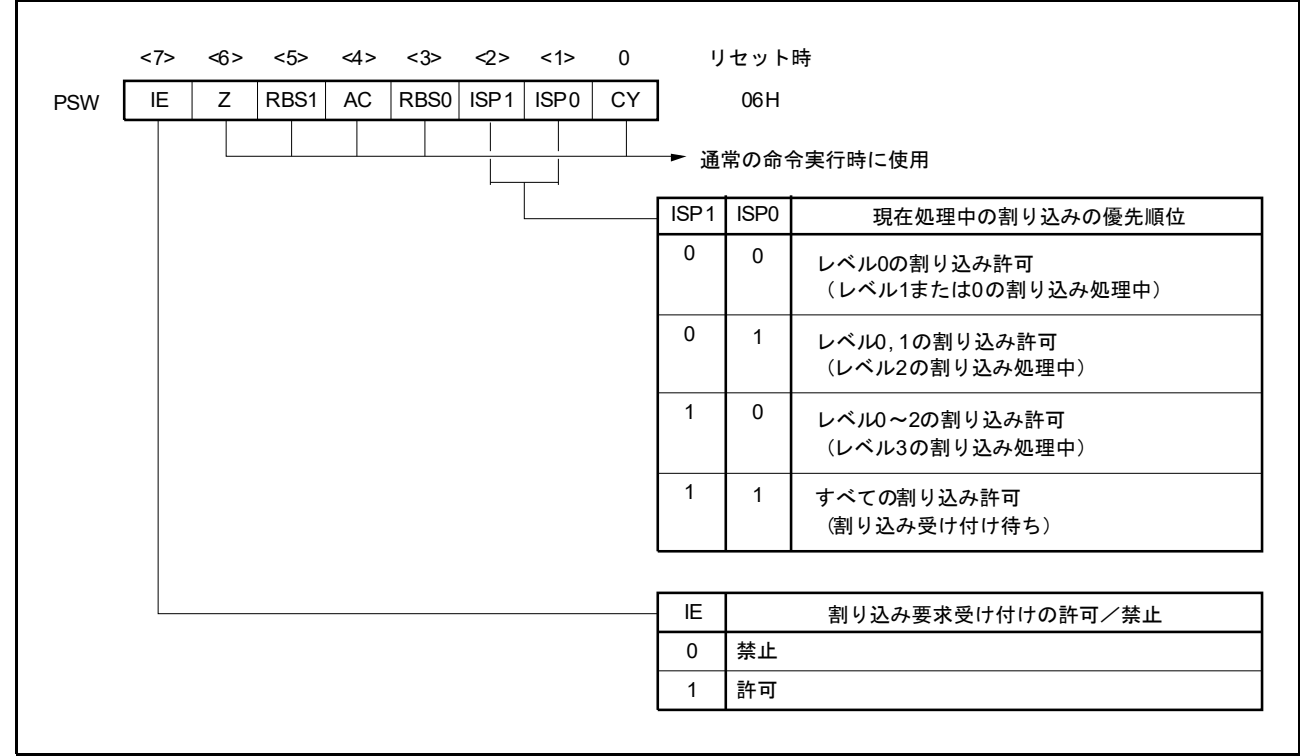 <7> <6> <5> <4> <3> <2> <1> 0 リセット時
PSW IE Z RBS1 AC RBS0 ISP1 ISP0 CY 06H
通常の命令実行時に使用
ISP1 ISP0 現在処理中の割り込みの優先順位
0 0 レベル0の割り込み許可
（レベル1または0の割り込み処理中）
0 1 レベル0, 1の割り込み許可
（レベル2の割り込み処理中）
1 0 レベル0～2の割り込み許可
（レベル3の割り込み処理中）
1 1 すべての割り込み許可
（割り込み受け付け待ち）
IE 割り込み要求受け付けの許可／禁止
0 禁止
1 許可